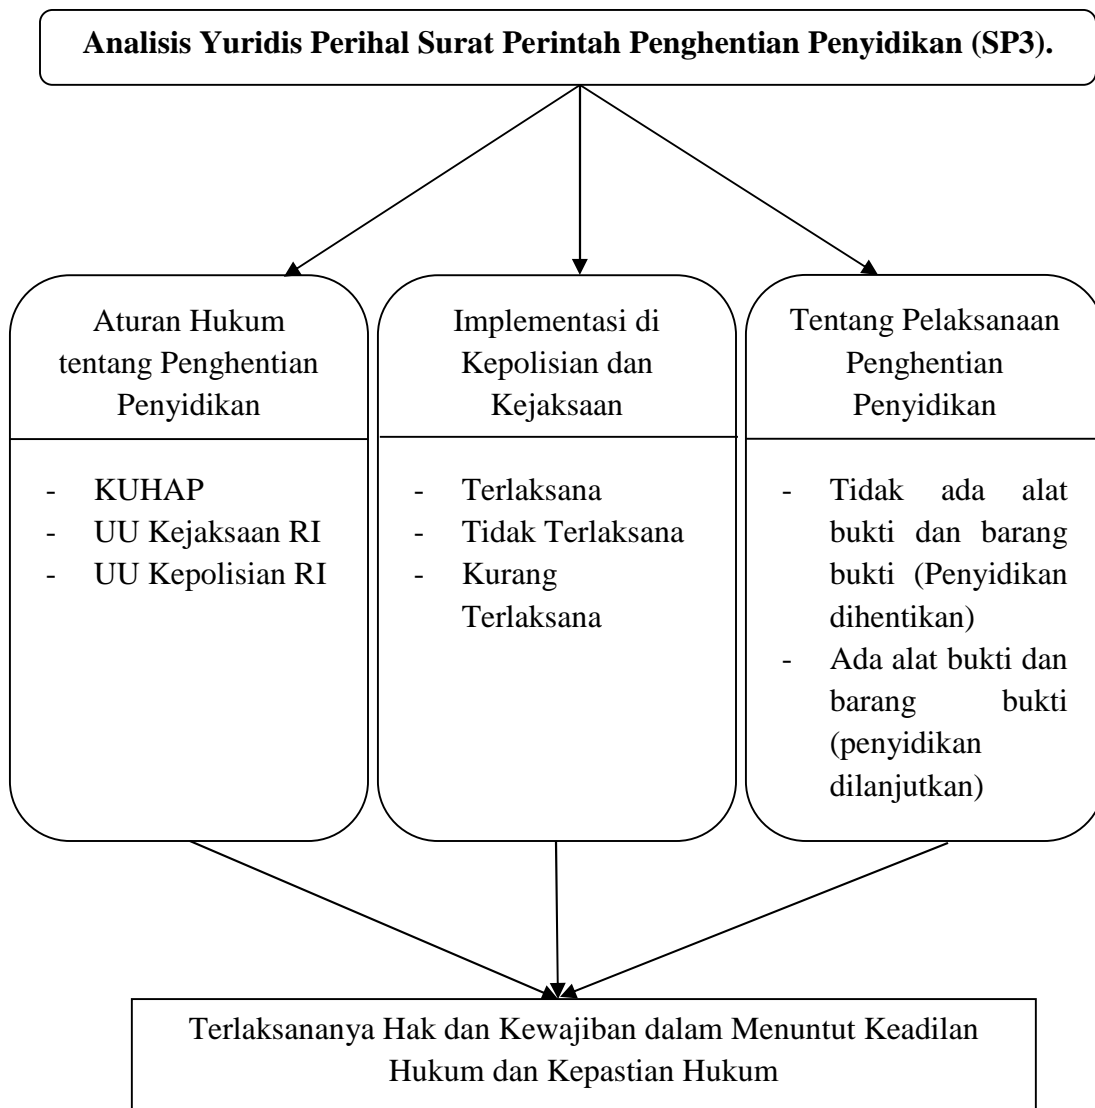 Analisis Yuridis Perihal Surat Perintah Penghentian Penyidikan (SP3).
Aturan Hukum
tentang Penghentian
Penyidikan
- KUHAP
- UU Kejaksaan RI
- UU Kepolisian RI
Implementasi di
Kepolisian dan
Kejaksaan
- Terlaksana
- Tidak Terlaksana
- Kurang
Terlaksana
Tentang Pelaksanaan
Penghentian
Penyidikan
- Tidak ada alat
bukti dan barang
bukti (Penyidikan
dihentikan)
- Ada alat bukti dan
barang bukti
(penyidikan
dilanjutkan)
Terlaksananya Hak dan Kewajiban dalam Menuntut Keadilan
Hukum dan Kepastian Hukum